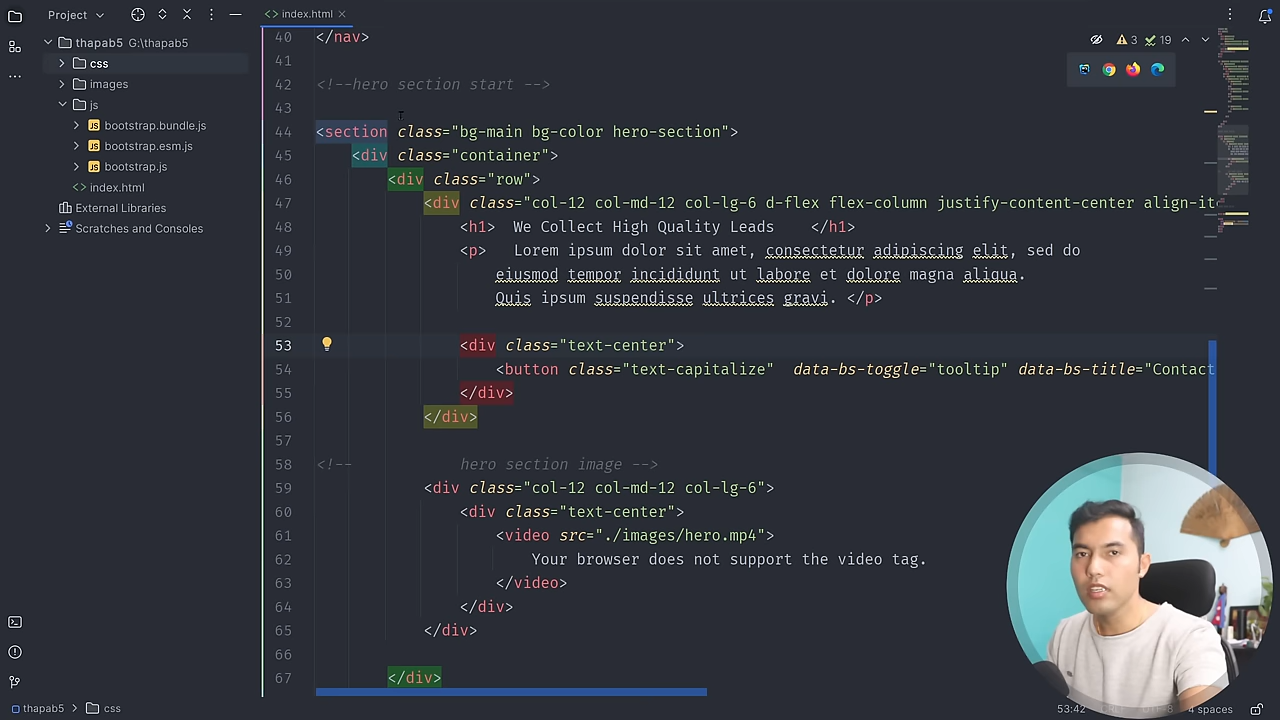 Project
index.html
thapab5 G:\thapab5
css
images
js
bootstrap.bundle.js
bootstrap.esm.js
bootstrap.js
index.html
External Libraries
Scratches and Consoles
3 19
40 </nav>
41
42 <!--hero section start
43
44 <section class="bg-main bg-color hero-section">
45 <div class="container">
46 <div class="row">
47 <div class="col-12 col-md-12 col-lg-6 d-flex flex-column justify-content-center align-it
48 <h1> We Collect High Quality Leads </h1>
49 <p> Lorem ipsum dolor sit amet, consectetur adipiscing elit, sed do
50 eiusmod tempor incididunt ut labore et dolore magna aliqua.
51 Quis ipsum suspendisse ultrices gravi. </p>
52
53 <div class="text-center">
54 <button class="text-capitalize" data-bs-toggle="tooltip" data-bs-title="Contact
55 </div>
56 </div>
57
58 <!-- hero section image -->
59 <div class="col-12 col-md-12 col-lg-6">
60 <div class="text-center">
61 <video src="./images/hero.mp4">
62 Your browser does not support the video tag.
63 </video>
64 </div>
65 </div>
66
67 </div>
thapab5 > css
53:42 4 spaces